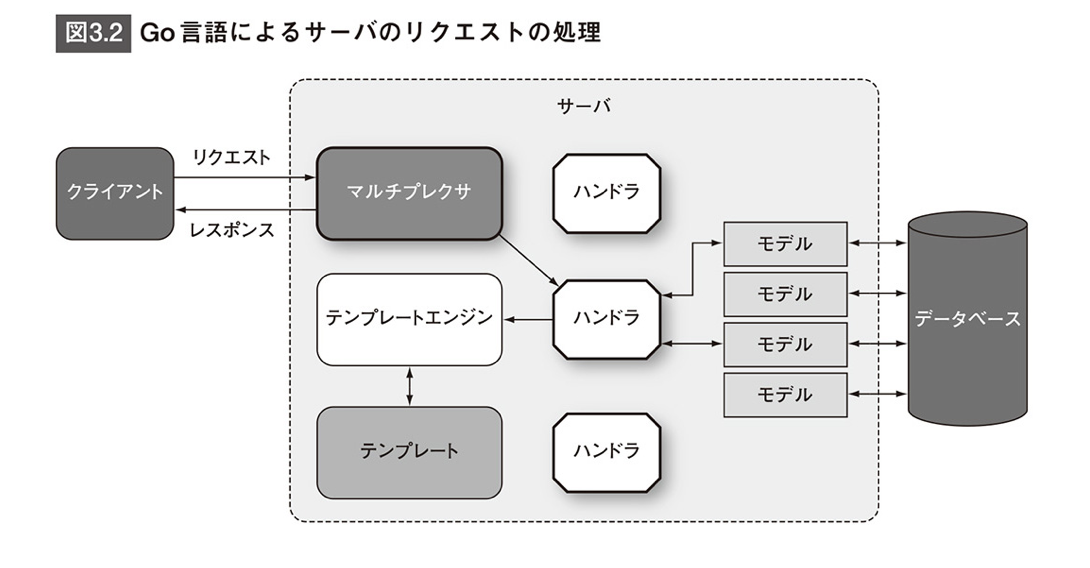 図3.2 Go言語によるサーバのリクエストの処理
サーバ
クライアント
リクエスト
レスポンス
マルチプレクサ
ハンドラ
モデル
モデル
モデル
モデル
データベース
テンプレートエンジン
ハンドラ
テンプレート
ハンドラ